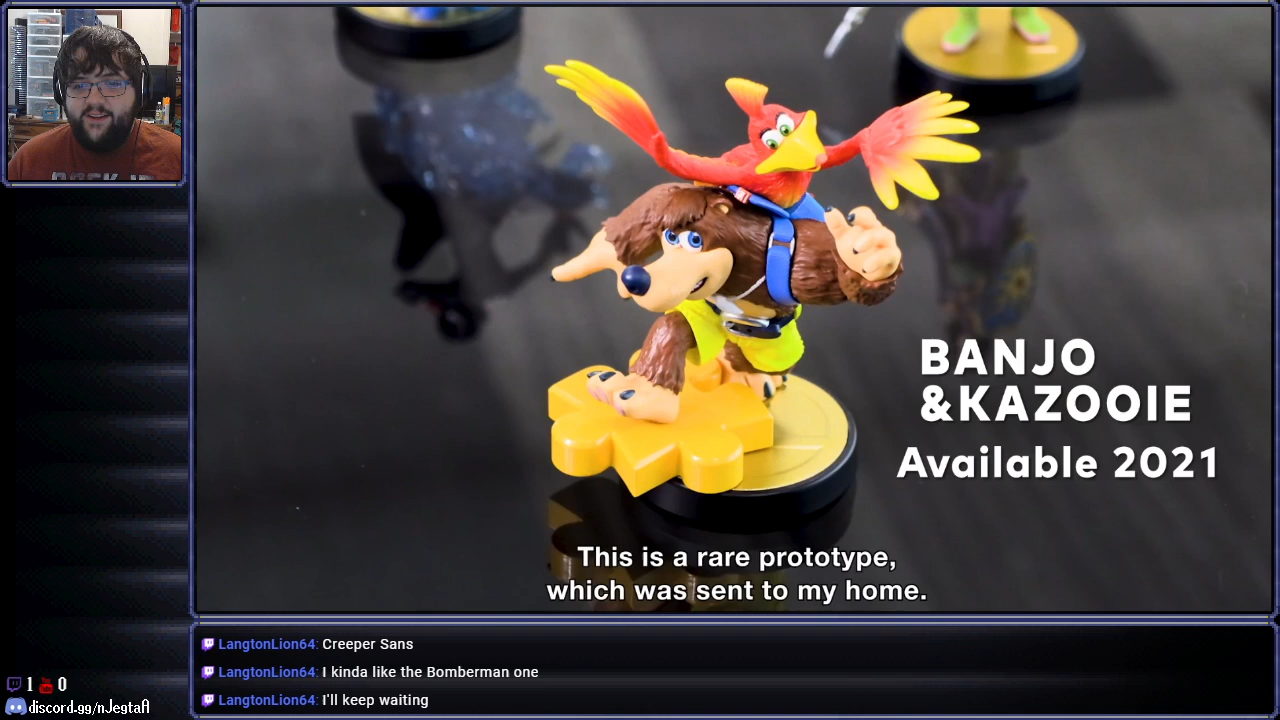 BANJO
&KAZOOIE
Available 2021
This is a rare prototype,
which was sent to my home.
LangtonLion64: Creeper Sans
LangtonLion64: I kinda like the Bomberman one
LangtonLion64: I'll keep waiting
1 0
discord.gg/nJegtaA